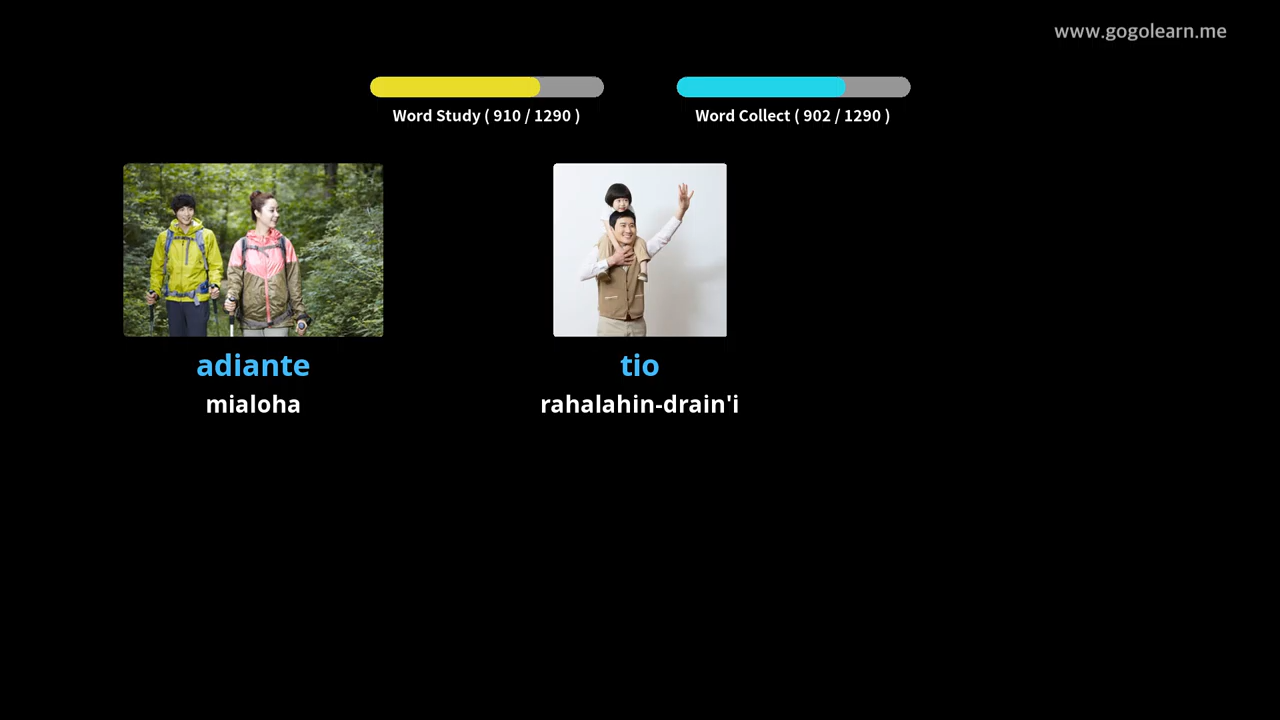 www.gogolearn.me
Word Study ( 910 / 1290 )
Word Collect ( 902 / 1290 )
adiante
mialoha
tio
rahalahin-drain'i